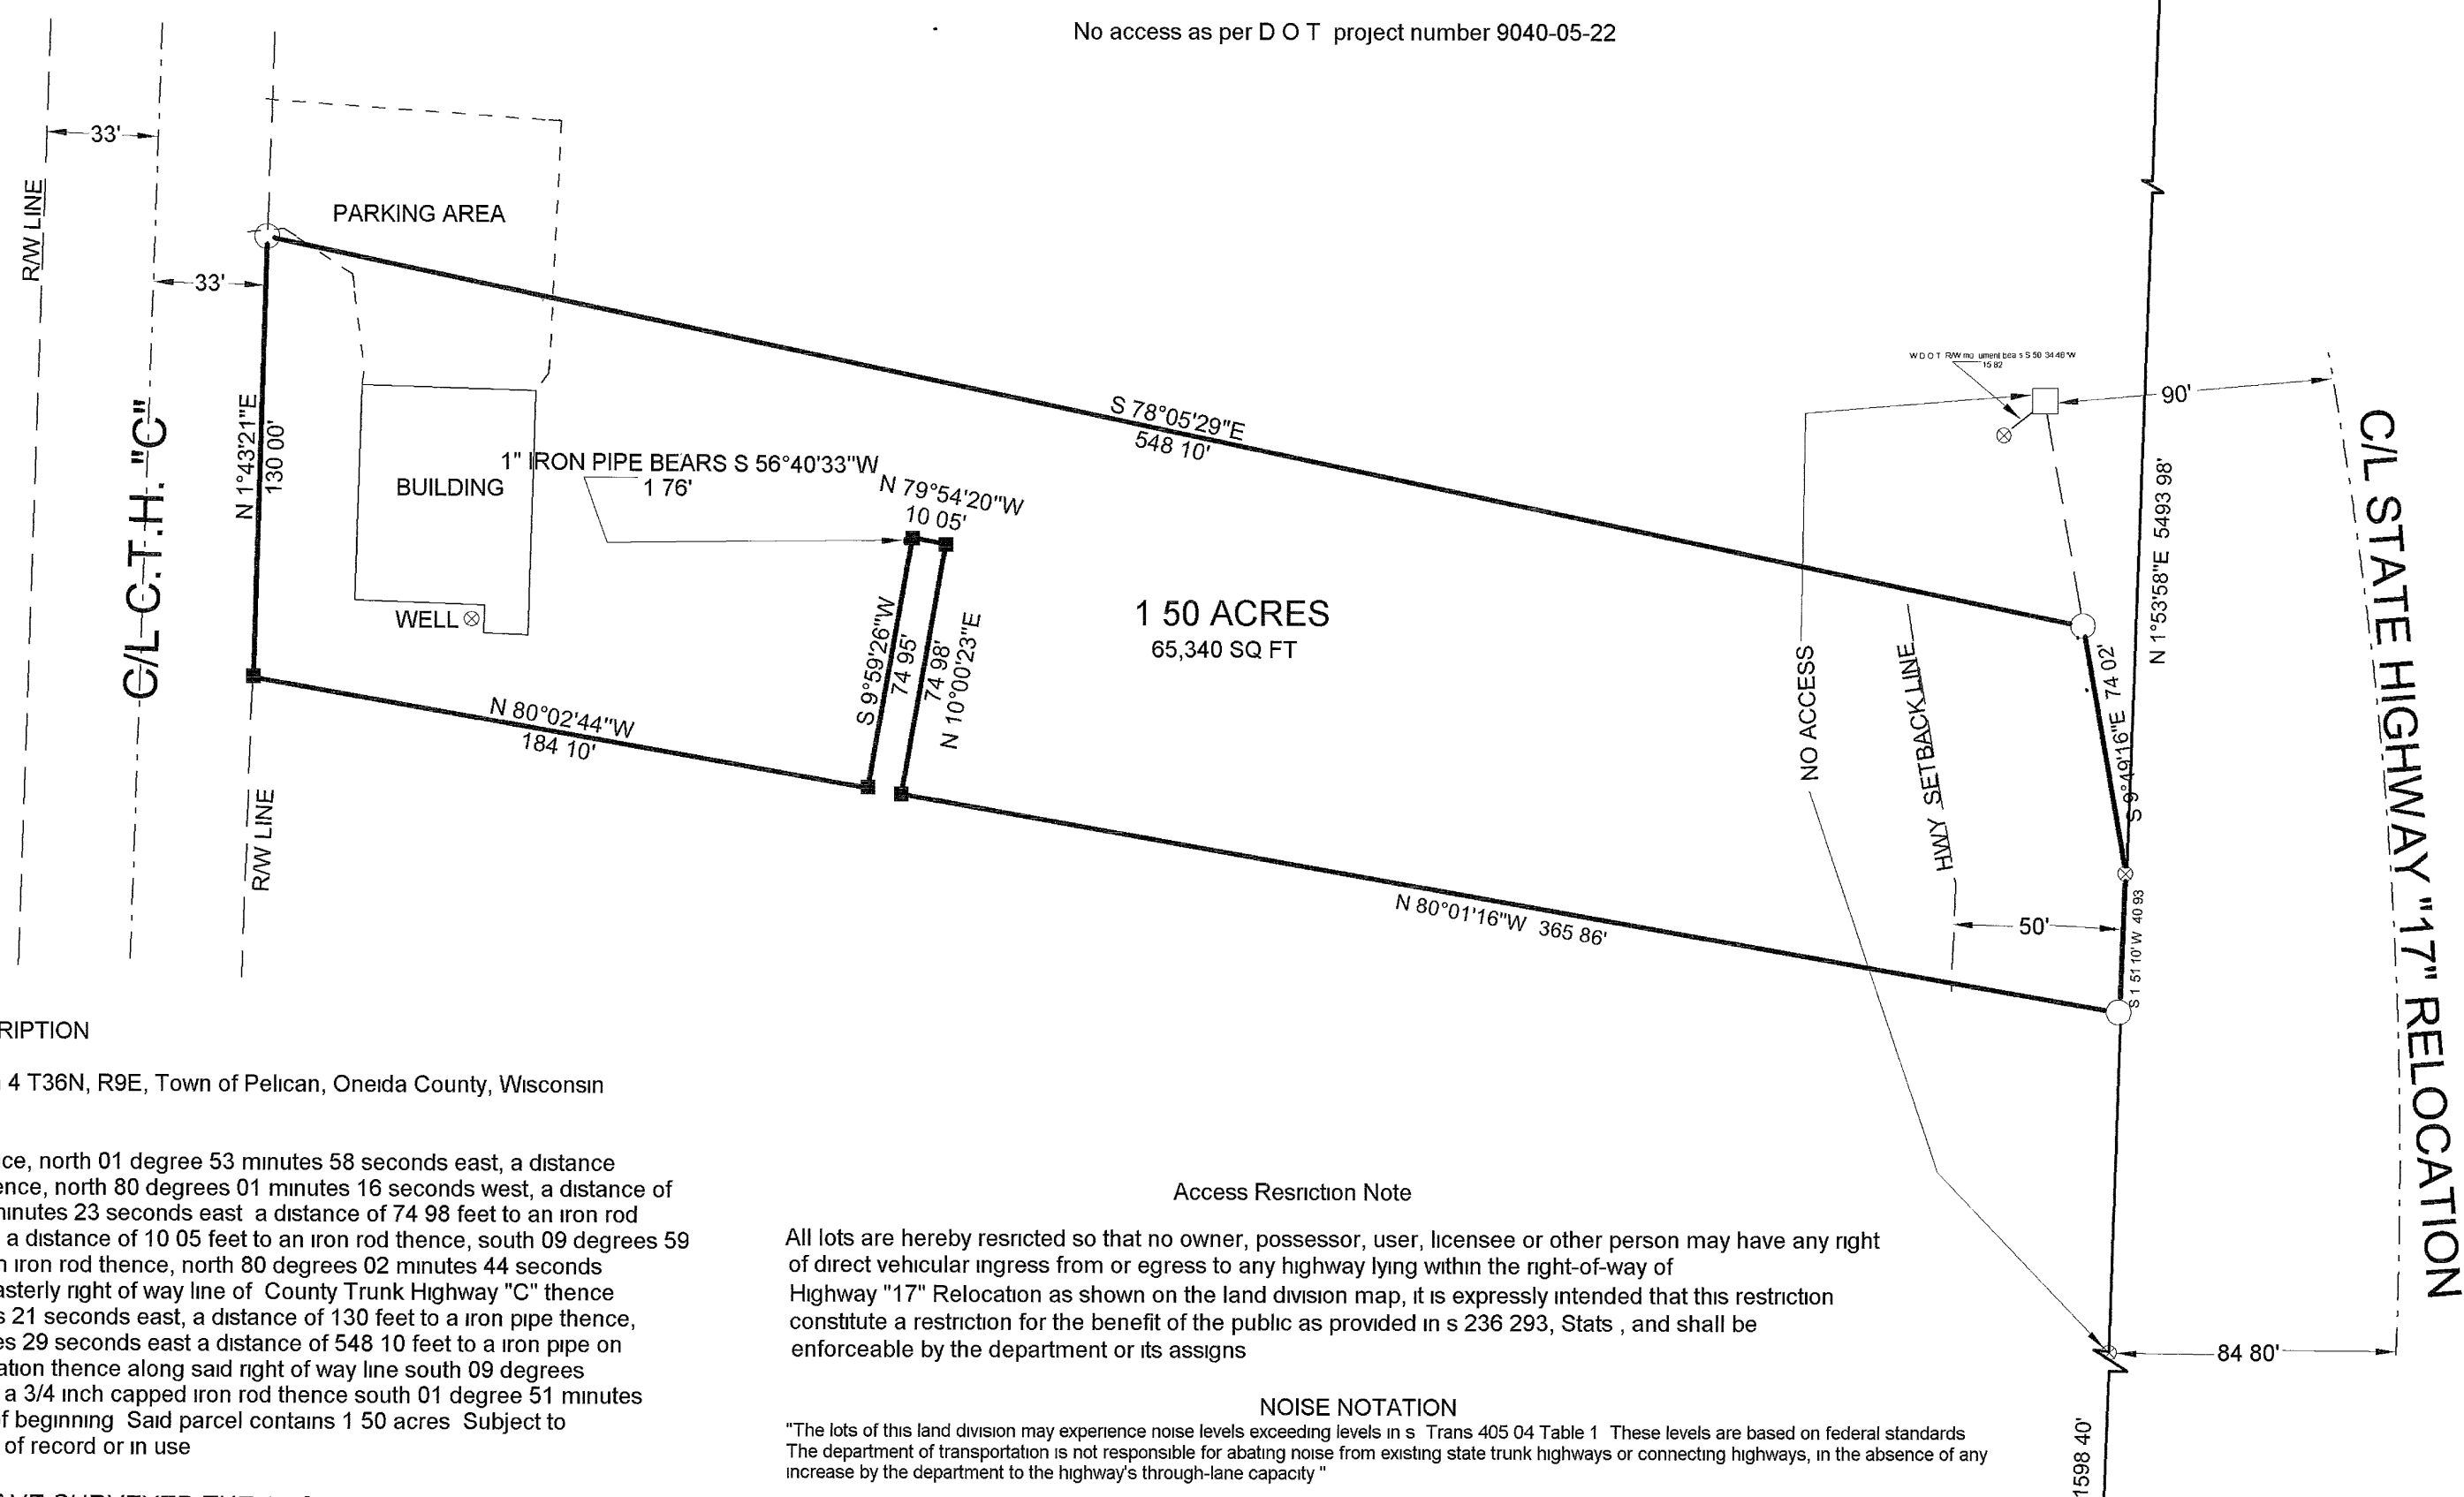 No access as per D O T project number 9040-05-22
33'
R/W LINE
PARKING AREA
33'
C/L C.T.H. "C"
N 1°43'21"E
130 00'
BUILDING
WELL
1" IRON PIPE BEARS S 56°40'33"W
1 76'
N 79°54'20"W
10 05'
S 78°05'29"E
548 10'
S 9°59'26"W
74 95'
74 98'
N 10°00'23"E
1 50 ACRES
65,340 SQ FT
N 80°02'44"W
184 10'
R/W LINE
N 80°01'16"W 365 86'
W D O T R/W mo ument bea s S 50 34 48 W
15 82
90'
NO ACCESS
HWY SETBACK LINE
S 9°49'16"E 74 02'
N 1°53'58"E 5493 98'
50'
S 1 51 10' W 40 93
C/L STATE HIGHWAY "17" RELOCATION
84 80'
1598 40'
RIPTION
4 T36N, R9E, Town of Pelican, Oneida County, Wisconsin
ce, north 01 degree 53 minutes 58 seconds east, a distance
ence, north 80 degrees 01 minutes 16 seconds west, a distance of
inutes 23 seconds east a distance of 74 98 feet to an iron rod
a distance of 10 05 feet to an iron rod thence, south 09 degrees 59
n iron rod thence, north 80 degrees 02 minutes 44 seconds
asterly right of way line of County Trunk Highway "C" thence
s 21 seconds east, a distance of 130 feet to a iron pipe thence,
es 29 seconds east a distance of 548 10 feet to a iron pipe on
ation thence along said right of way line south 09 degrees
a 3/4 inch capped iron rod thence south 01 degree 51 minutes
f beginning Said parcel contains 1 50 acres Subject to
of record or in use
Access Resriction Note
All lots are hereby resricted so that no owner, possessor, user, licensee or other person may have any right
of direct vehicular ingress from or egress to any highway lying within the right-of-way of
Highway "17" Relocation as shown on the land division map, it is expressly intended that this restriction
constitute a restriction for the benefit of the public as provided in s 236 293, Stats , and shall be
enforceable by the department or its assigns
NOISE NOTATION
"The lots of this land division may experience noise levels exceeding levels in s Trans 405 04 Table 1 These levels are based on federal standards
The department of transportation is not responsible for abating noise from existing state trunk highways or connecting highways, in the absence of any
increase by the department to the highway's through-lane capacity "